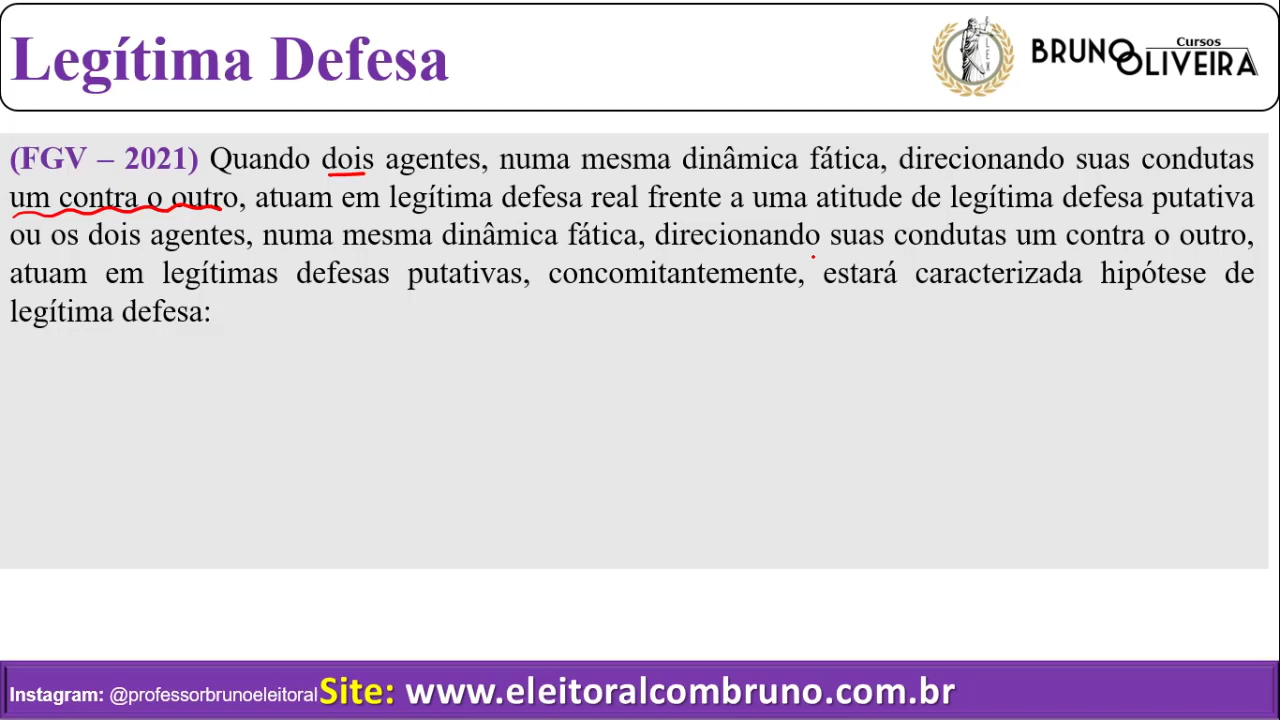 Legítima Defesa
Cursos
BRUNO
OLIVEIRA
LEX
(FGV – 2021) Quando dois agentes, numa mesma dinâmica fática, direcionando suas condutas
um contra o outro, atuam em legítima defesa real frente a uma atitude de legítima defesa putativa
ou os dois agentes, numa mesma dinâmica fática, direcionando suas condutas um contra o outro,
atuam em legítimas defesas putativas, concomitantemente, estará caracterizada hipótese de
legítima defesa:
Instagram: @professorbrunoeleitoral Site: www.eleitoralcombruno.com.br